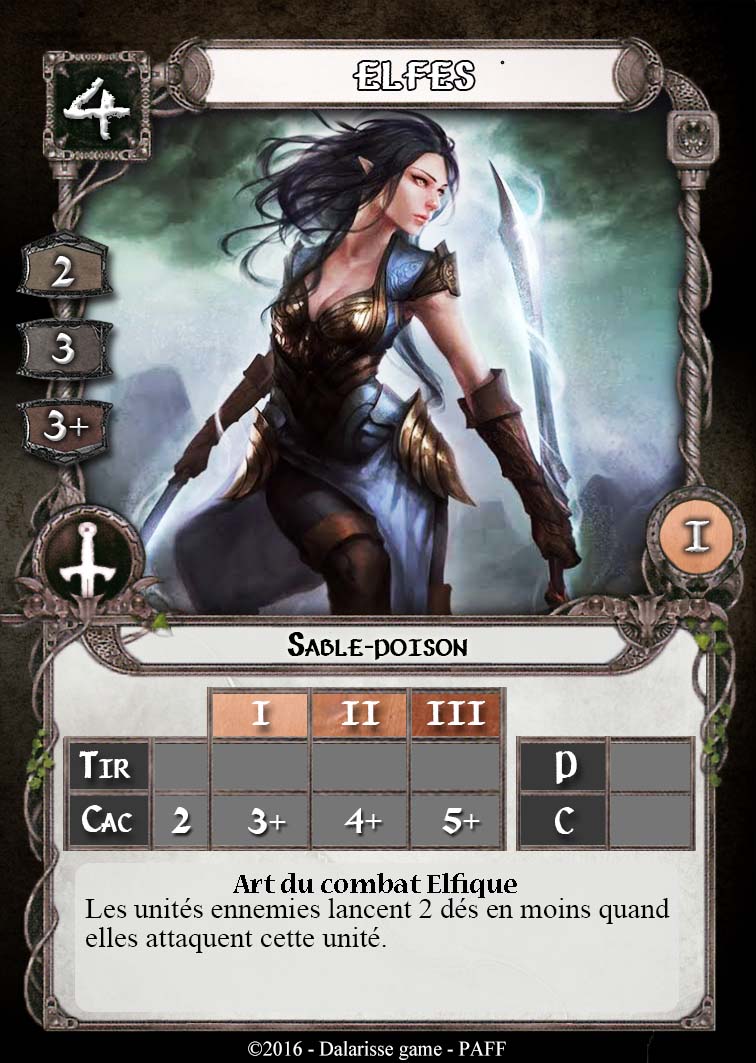 ELFES
4
2
3
3+
I
SABLE-POISON
I II III
TIR
CAC 2 3+ 4+ 5+
P
C
Art du combat Elfique
Les unités ennemies lancent 2 dés en moins quand
elles attaquent cette unité.
©2016 - Dalarisse game - PAFF